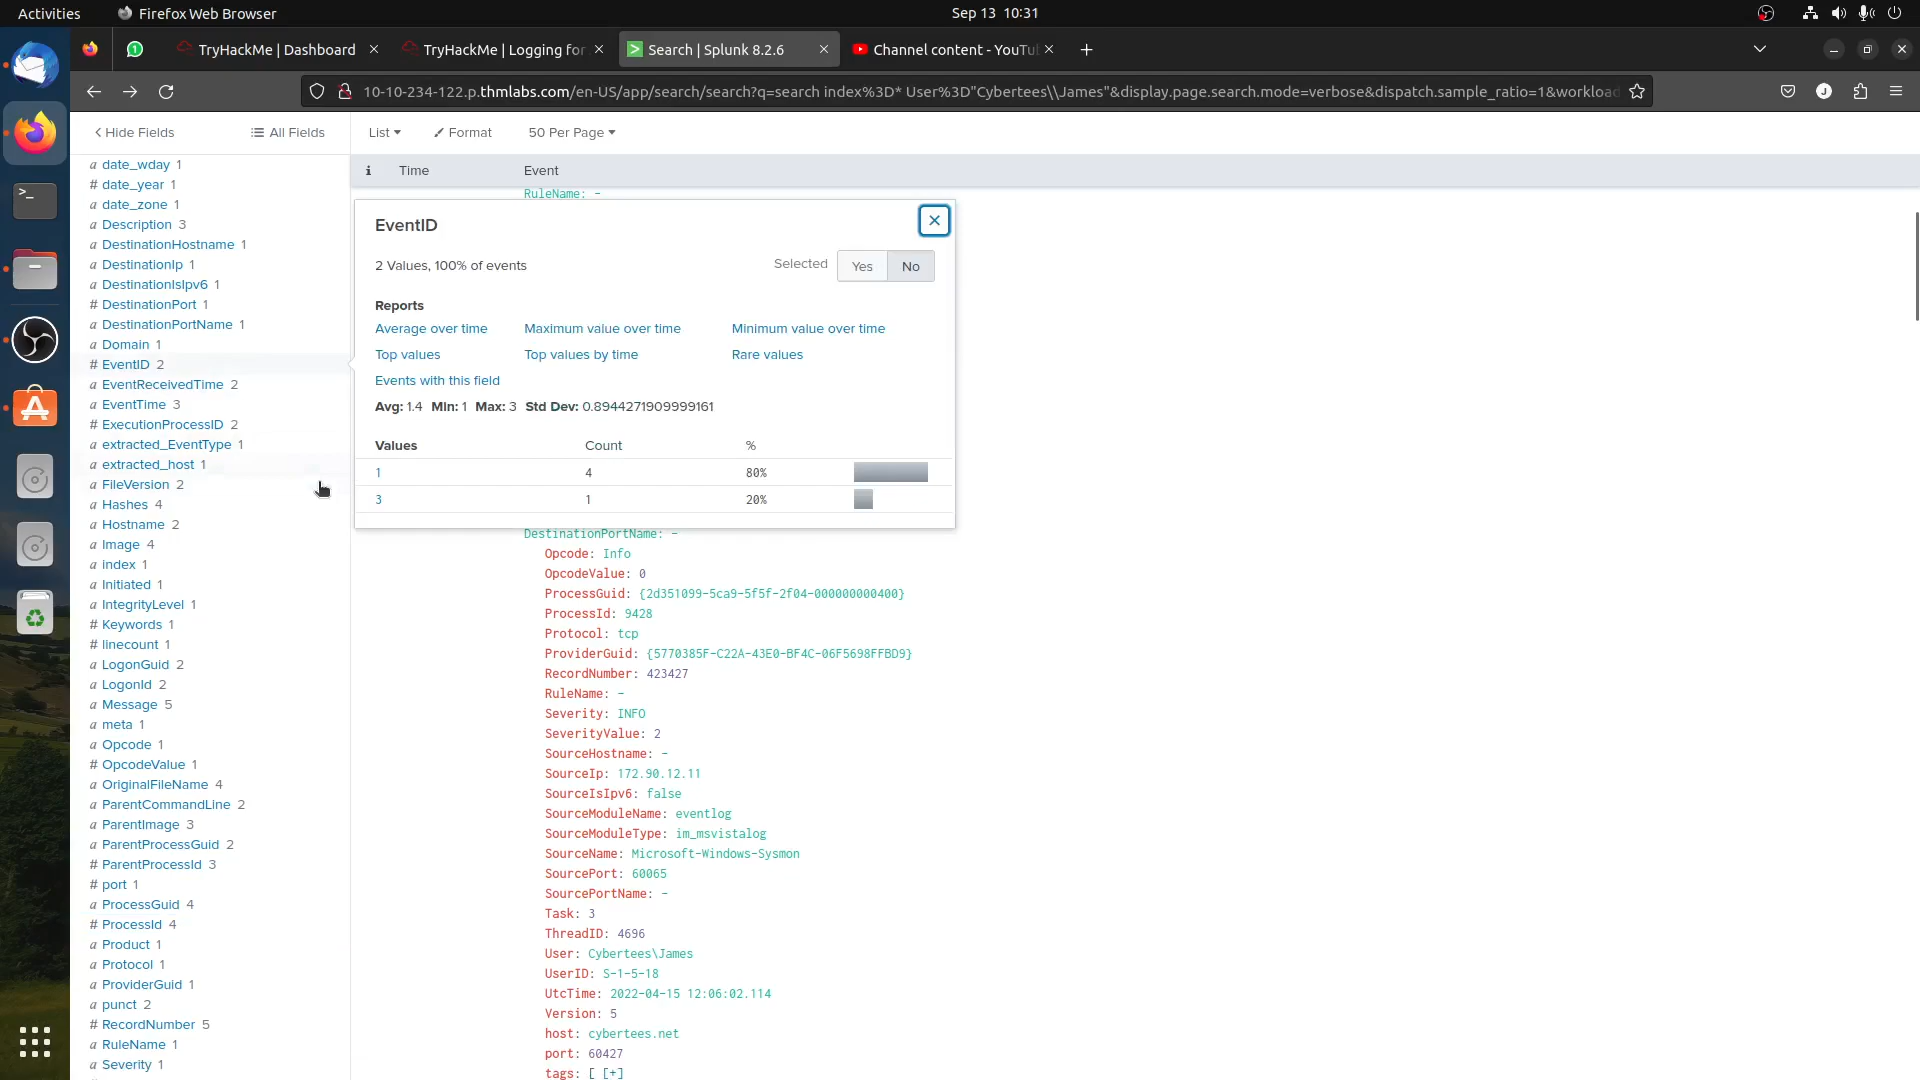 Activities
Firefox Web Browser
Sep 13 10:31
TryHackMe | Dashboard
TryHackMe | Logging for
Search | Splunk 8.2.6
Channel content - YouTu
10-10-234-122.p.thmlabs.com/en-US/app/search/search?q=search index%3D* User%3D"Cybertees\\James"&display.page.search.mode=verbose&dispatch.sample_ratio=1&workload
Hide Fields
All Fields
List
Format
50 Per Page
i
Time
Event
a date_wday 1
# date_year 1
a date_zone 1
a Description 3
a DestinationHostname 1
a DestinationIp 1
a DestinationIsIpv6 1
# DestinationPort 1
a DestinationPortName 1
a Domain 1
# EventID 2
a EventReceivedTime 2
a EventTime 3
# ExecutionProcessID 2
a extracted_EventType 1
a extracted_host 1
a FileVersion 2
a Hashes 4
a Hostname 2
a Image 4
a index 1
a Initiated 1
a IntegrityLevel 1
# Keywords 1
# linecount 1
a LogonGuid 2
a LogonId 2
a Message 5
a meta 1
a Opcode 1
# OpcodeValue 1
a OriginalFileName 4
a ParentCommandLine 2
a ParentImage 3
a ParentProcessGuid 2
# ParentProcessId 3
# port 1
a ProcessGuid 4
# ProcessId 4
a Product 1
a Protocol 1
a ProviderGuid 1
a punct 2
# RecordNumber 5
a RuleName 1
a Severity 1
RuleName: -
EventID
2 Values, 100% of events
Selected
Yes
No
Reports
Average over time
Maximum value over time
Minimum value over time
Top values
Top values by time
Rare values
Events with this field
Avg: 1.4 Min: 1 Max: 3 Std Dev: 0.8944271909999161
Values Count %
1 4 80%
3 1 20%
DestinationPortName: -
Opcode: Info
OpcodeValue: 0
ProcessGuid: {2d351099-5ca9-5f5f-2f04-000000000400}
ProcessId: 9428
Protocol: tcp
ProviderGuid: {5770385F-C22A-43E0-BF4C-06F5698FFBD9}
RecordNumber: 423427
RuleName: -
Severity: INFO
SeverityValue: 2
SourceHostname: -
SourceIp: 172.90.12.11
SourceIsIpv6: false
SourceModuleName: eventlog
SourceModuleType: im_msvistalog
SourceName: Microsoft-Windows-Sysmon
SourcePort: 60065
SourcePortName: -
Task: 3
ThreadID: 4696
User: Cybertees\James
UserID: S-1-5-18
UtcTime: 2022-04-15 12:06:02.114
Version: 5
host: cybertees.net
port: 60427
tags: [ [+]